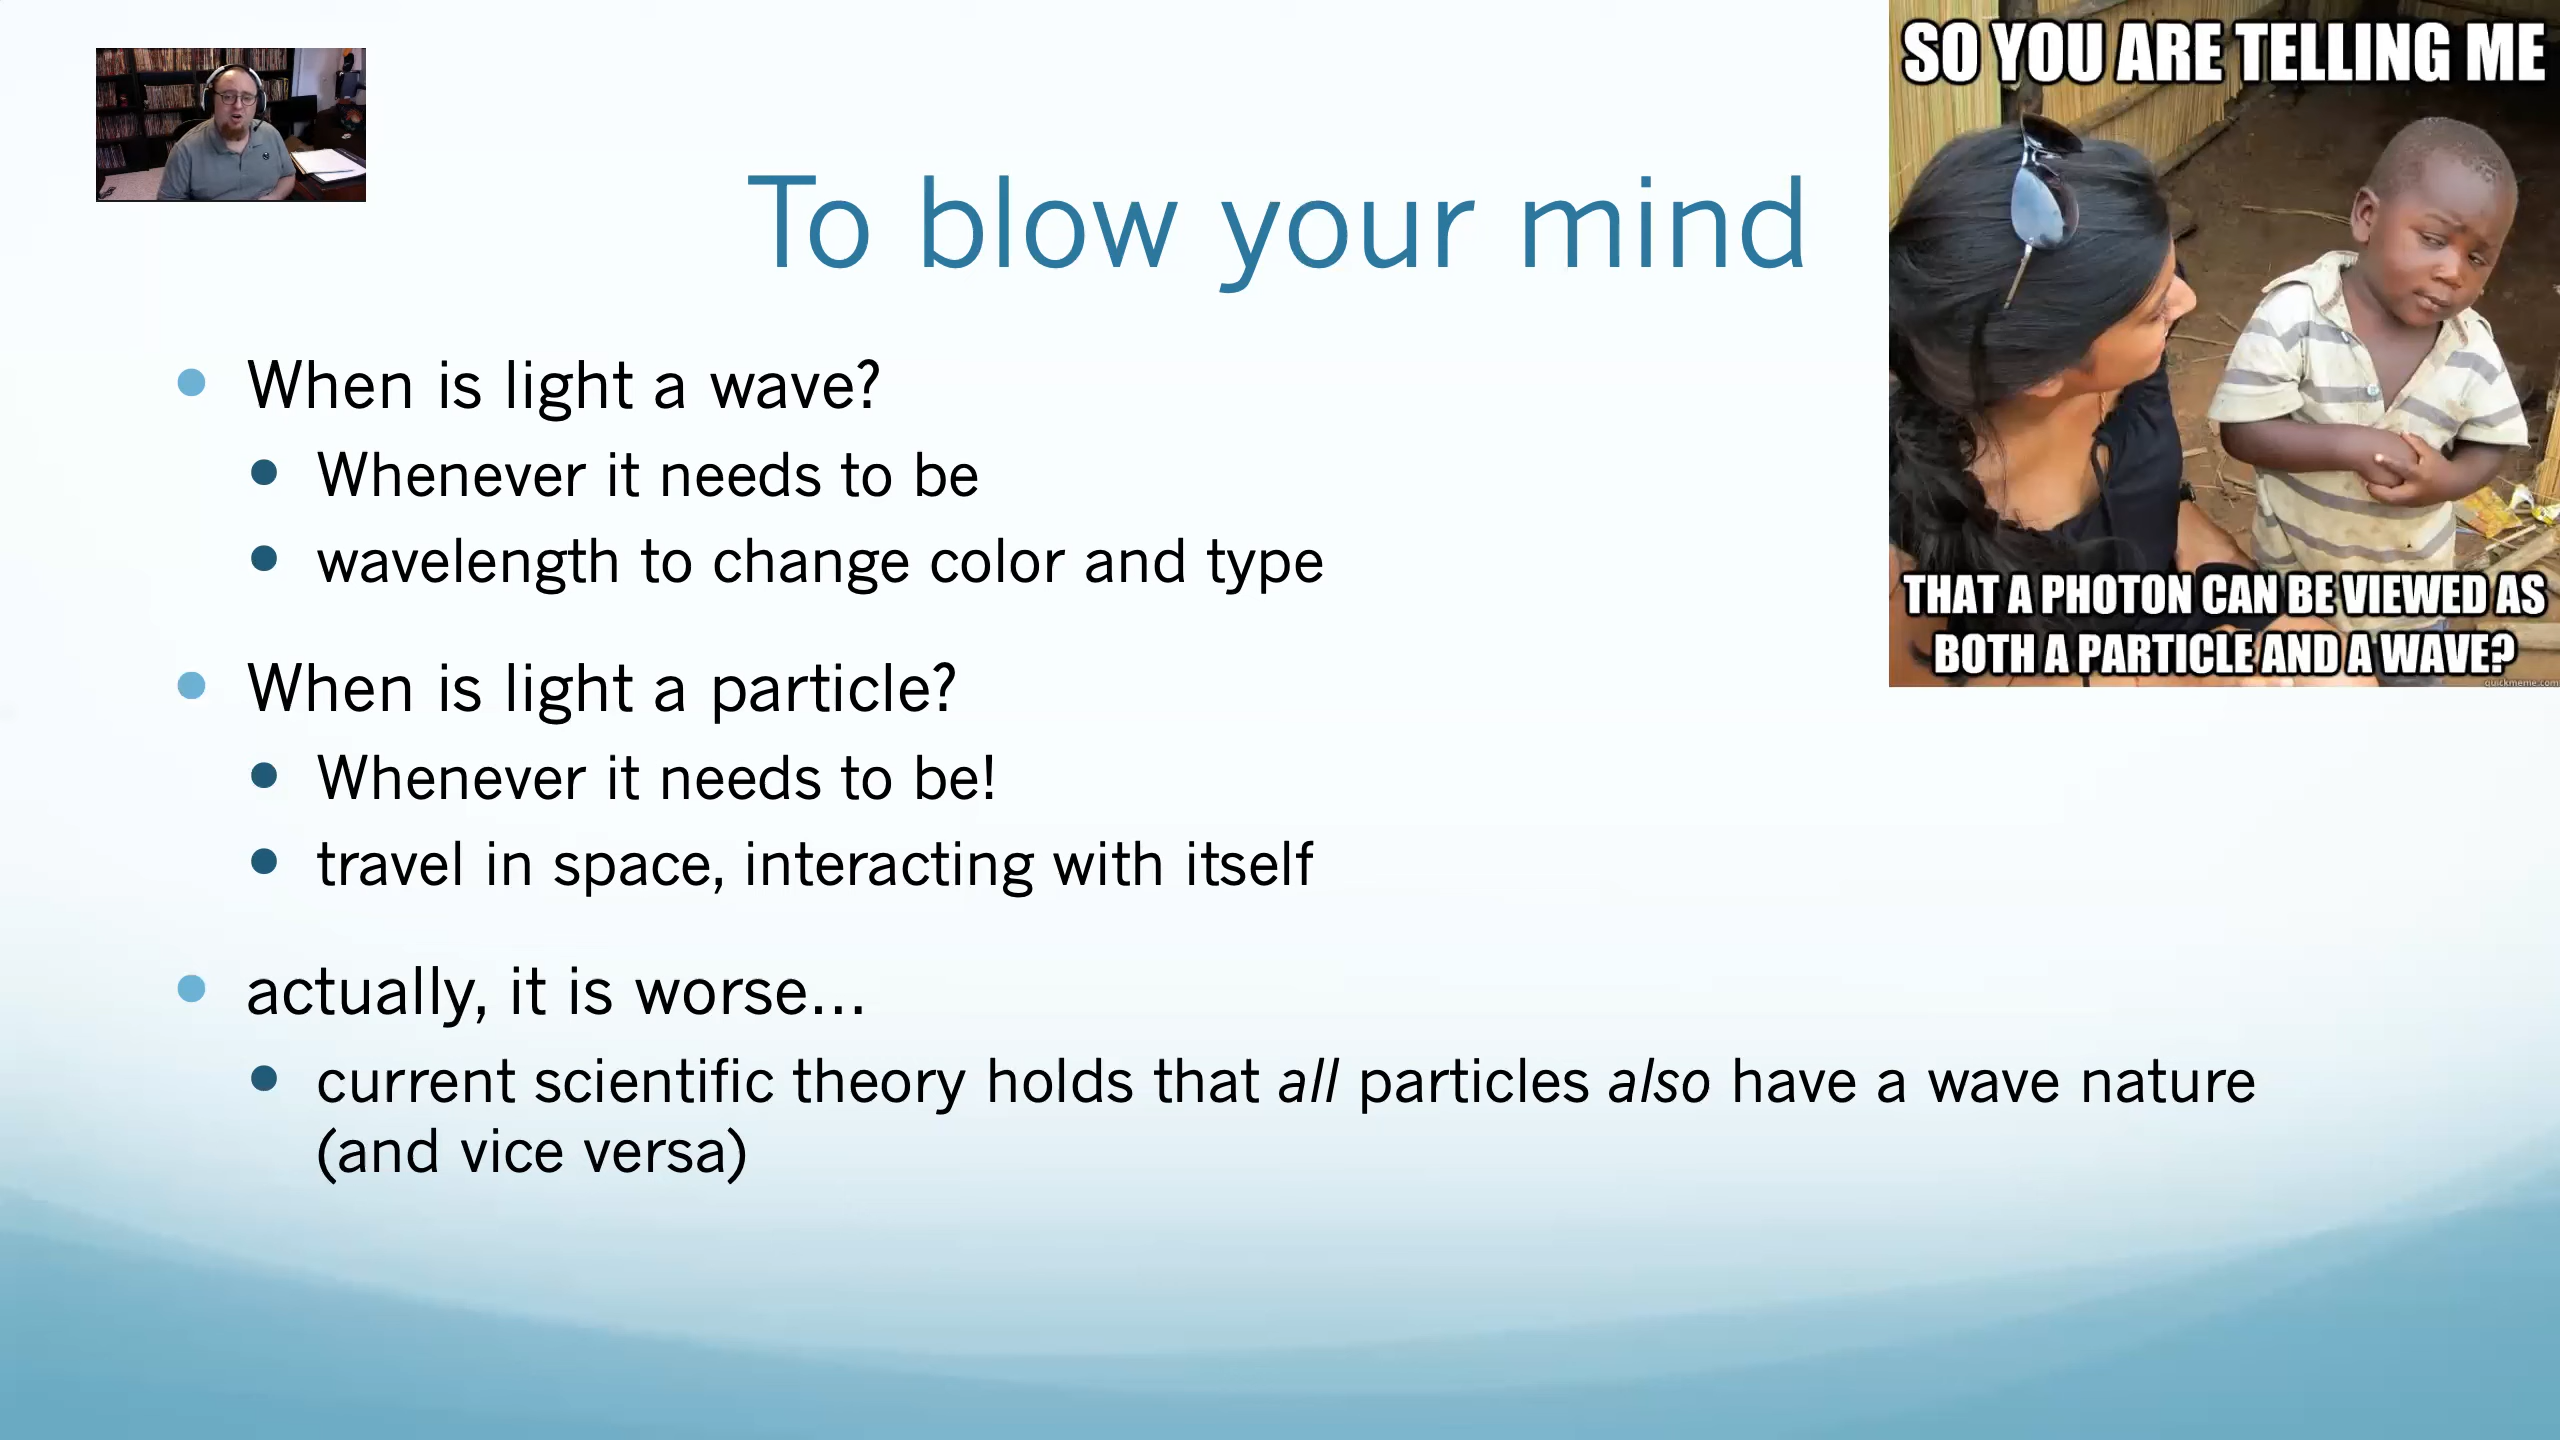 To blow your mind
When is light a wave?
Whenever it needs to be
wavelength to change color and type
When is light a particle?
Whenever it needs to be!
travel in space, interacting with itself
actually, it is worse...
current scientific theory holds that all particles also have a wave nature
(and vice versa)
SO YOU ARE TELLING ME
THAT A PHOTON CAN BE VIEWED AS
BOTH A PARTICLE AND A WAVE?
quickmeme.com